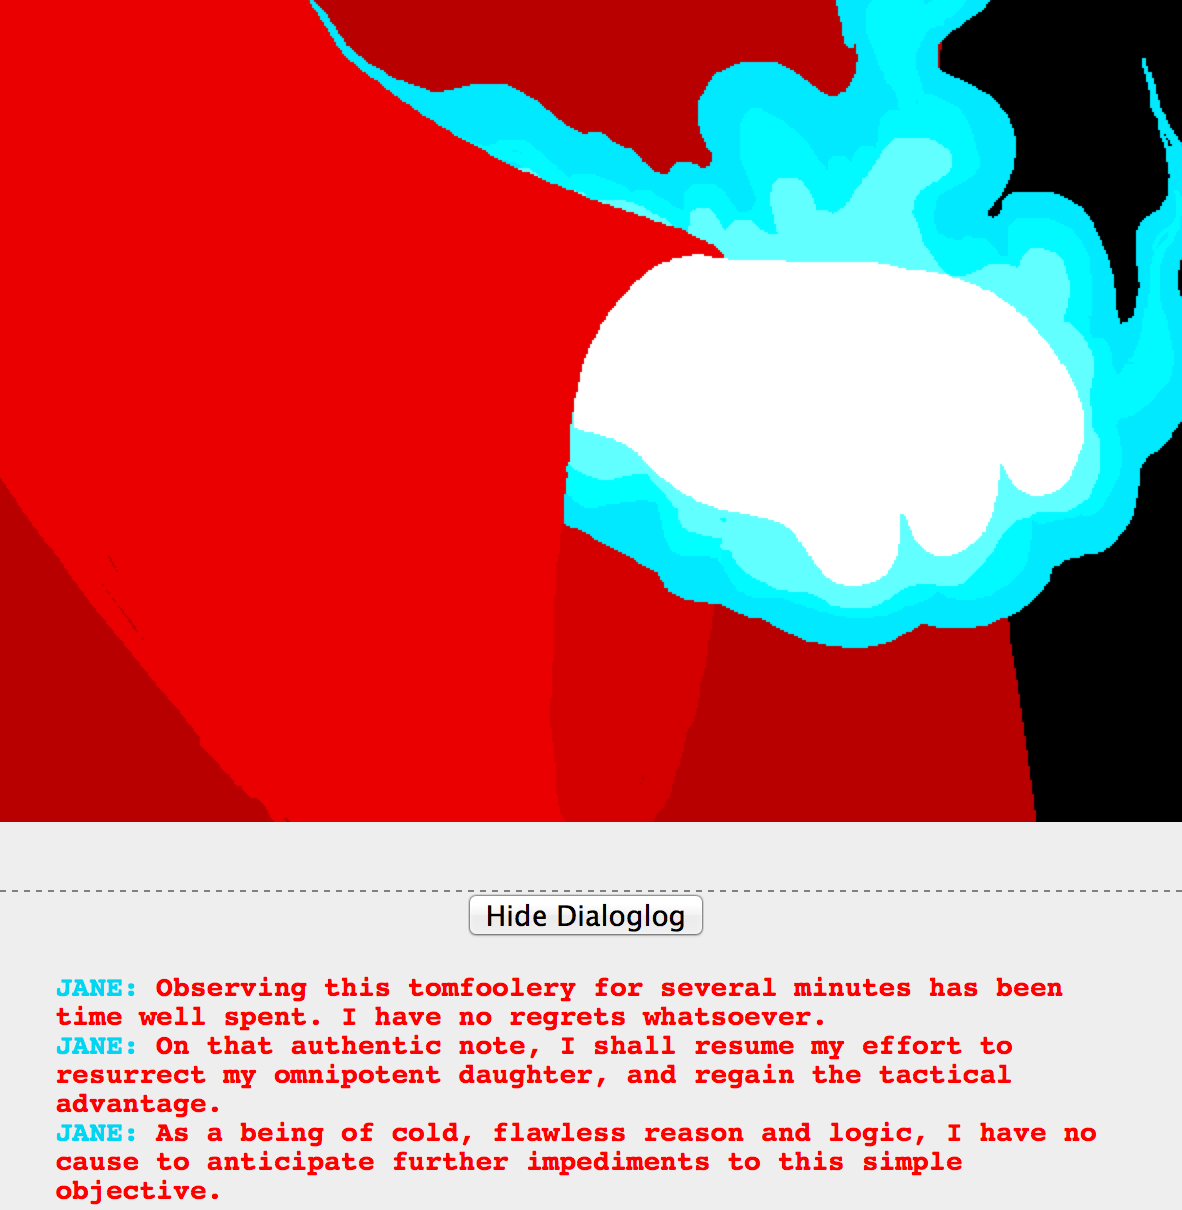 Hide Dialoglog
JANE: Observing this tomfoolery for several minutes has been
time well spent. I have no regrets whatsoever.
JANE: On that authentic note, I shall resume my effort to
resurrect my omnipotent daughter, and regain the tactical
advantage.
JANE: As a being of cold, flawless reason and logic, I have no
cause to anticipate further impediments to this simple
objective.